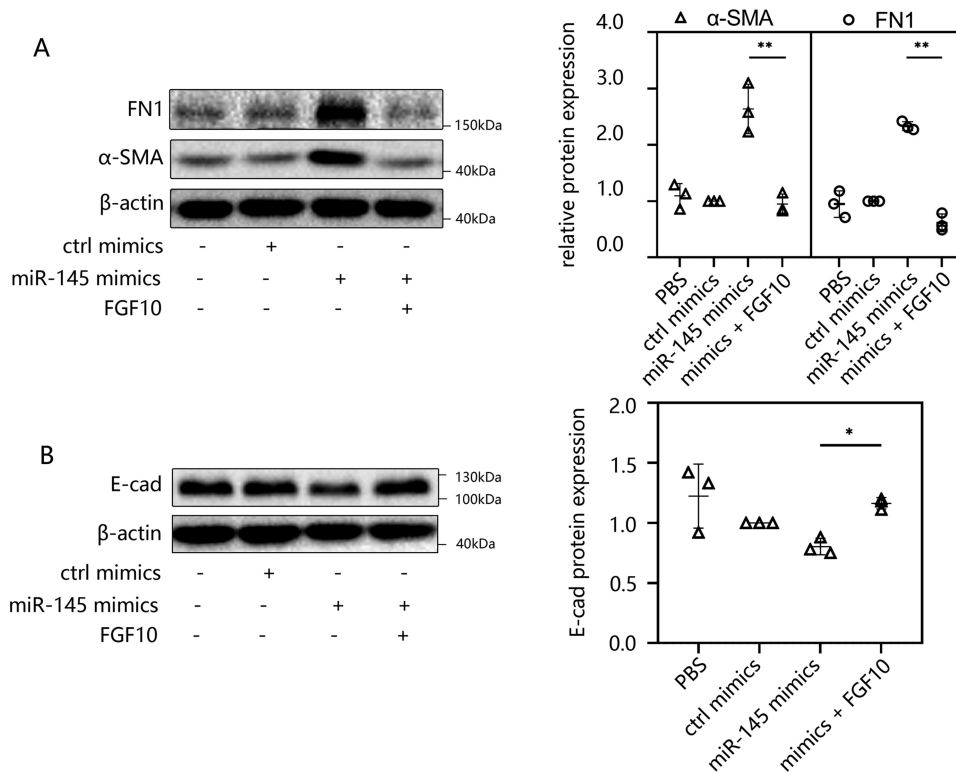 A
FN1
150kDa
α-SMA
40kDa
β-actin
40kDa
ctrl mimics - + - -
miR-145 mimics - - + +
FGF10 - - - +
α-SMA FN1
relative protein expression
4.0
3.0
2.0
1.0
0.0
** **
PBS
ctrl mimics
miR-145 mimics
mimics + FGF10
PBS
ctrl mimics
miR-145 mimics
mimics + FGF10
B
E-cad
130kDa
100kDa
β-actin
40kDa
ctrl mimics - + - -
miR-145 mimics - - + +
FGF10 - - - +
E-cad protein expression
2.0
1.5
1.0
0.5
0.0
*
PBS
ctrl mimics
miR-145 mimics
mimics + FGF10